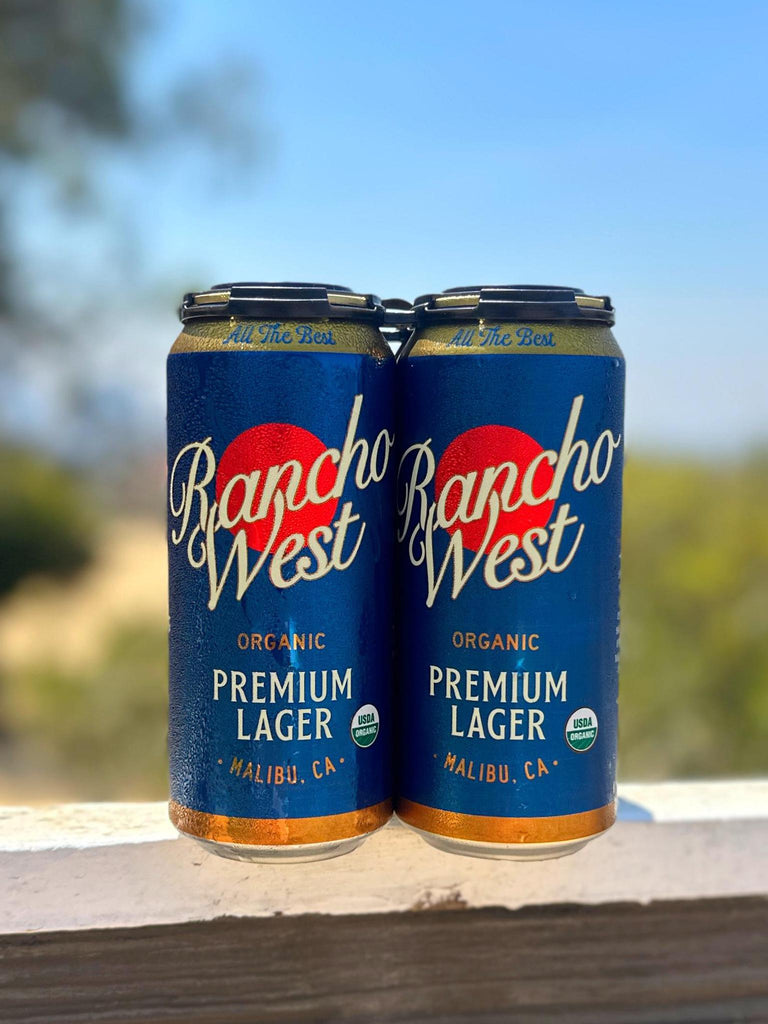 All The Best
Rancho
West
ORGANIC
PREMIUM
LAGER
USDA
ORGANIC
• MALIBU, CA •
All The Best
Rancho
West
ORGANIC
PREMIUM
LAGER
USDA
ORGANIC
• MALIBU, CA •